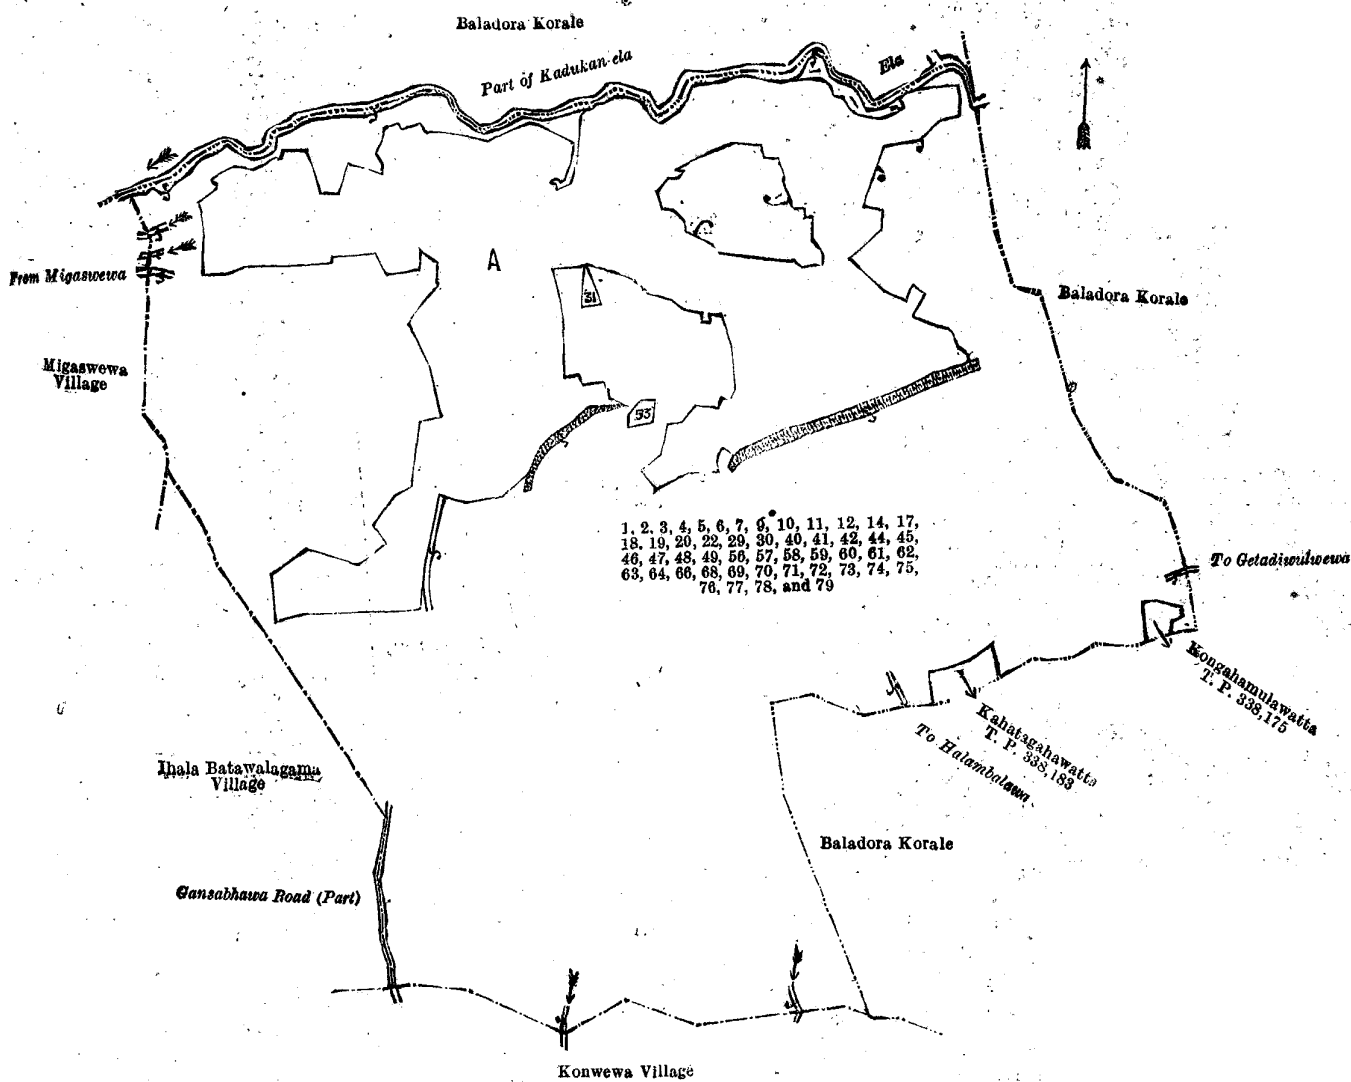 Baladora Korale
Part of Kadukan-ela
Ela
From Migaswewa
A
31
Baladora Korale
Migaswewa
Village
33
1, 2, 3, 4, 5, 6, 7, 9, 10, 11, 12, 14, 17,
18, 19, 20, 22, 29, 30, 40, 41, 42, 44, 45,
46, 47, 48, 49, 56, 57, 58, 59, 60, 61, 62,
63, 64, 66, 68, 69, 70, 71, 72, 73, 74, 75,
76, 77, 78, and 79
To Getadiwulwewa
Kongahamulawatta
T. P. 338,175
Kahatagahawatta
T. P. 338,183
To Halambalawa
Ihala Batawalagama
Village
Baladora Korale
Gansabhawa Road (Part)
Konwewa Village